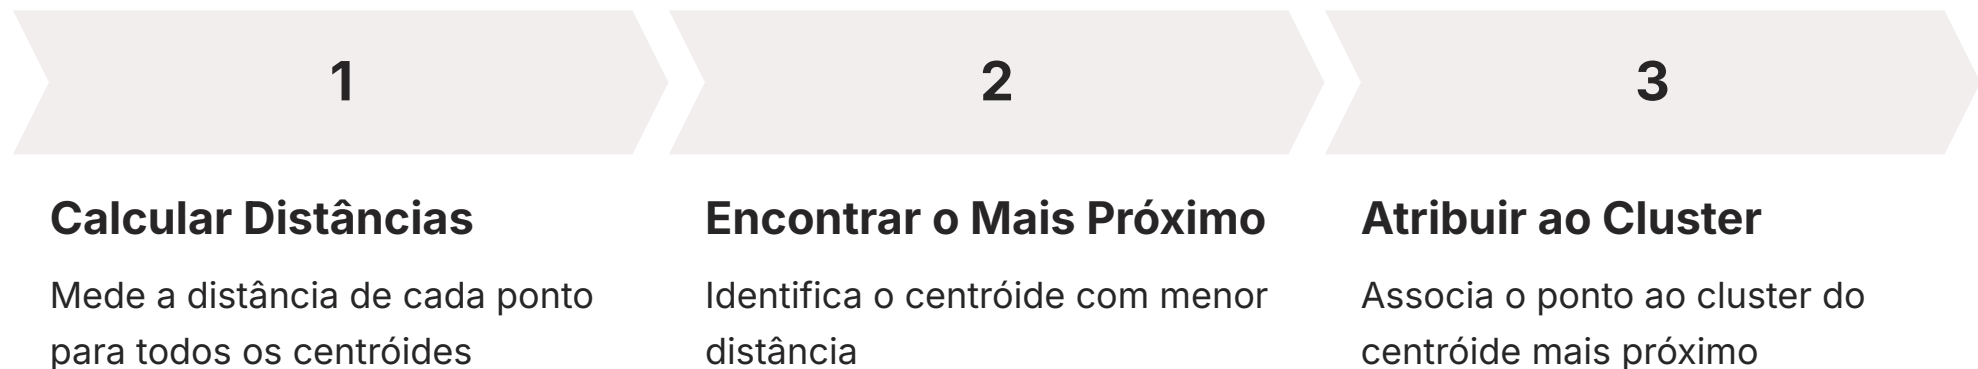 1
2
3
Calcular Distâncias
Mede a distância de cada ponto
para todos os centróides
Encontrar o Mais Próximo
Identifica o centróide com menor
distância
Atribuir ao Cluster
Associa o ponto ao cluster do
centróide mais próximo